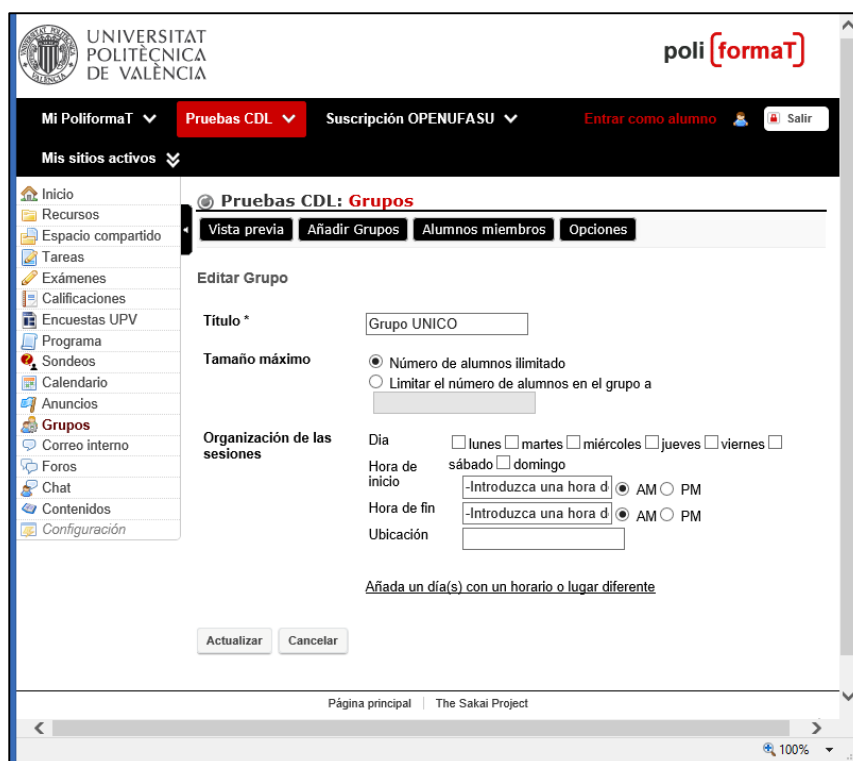 UNIVERSITAT
POLITÈCNICA
DE VALÈNCIA
poli [formaT]
Mi PoliformaT
Pruebas CDL
Suscripción OPENUFASU
Entrar como alumno
Salir
Mis sitios activos
Inicio
Recursos
Espacio compartido
Tareas
Exámenes
Calificaciones
Encuestas UPV
Programa
Sondeos
Calendario
Anuncios
Grupos
Correo interno
Foros
Chat
Contenidos
Configuración
Pruebas CDL: Grupos
Vista previa Añadir Grupos Alumnos miembros Opciones
Editar Grupo
Título * Grupo UNICO
Tamaño máximo Número de alumnos ilimitado
Limitar el número de alumnos en el grupo a
Organización de las sesiones
Dia lunes martes miércoles jueves viernes
sábado domingo
Hora de inicio -Introduzca una hora d AM PM
Hora de fin -Introduzca una hora d AM PM
Ubicación
Añada un día(s) con un horario o lugar diferente
Actualizar Cancelar
Página principal The Sakai Project
100%